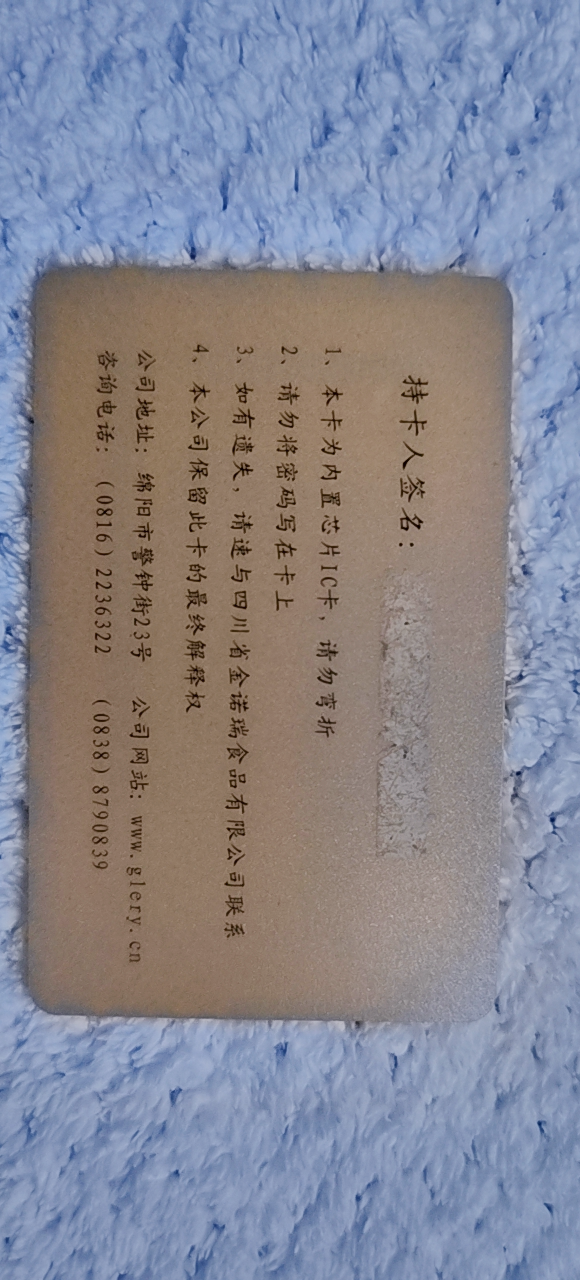 持卡人签名：
1、本卡为内置芯片IC卡，请勿弯折
2、请勿将密码写在卡上
3、如有遗失，请速与四川省金诺瑞食品有限公司联系
4、本公司保留此卡的最终解释权
公司地址：绵阳市警钟街23号 公司网站：www.glery.cn
咨询电话：(0816)2236322 (0838)8790839